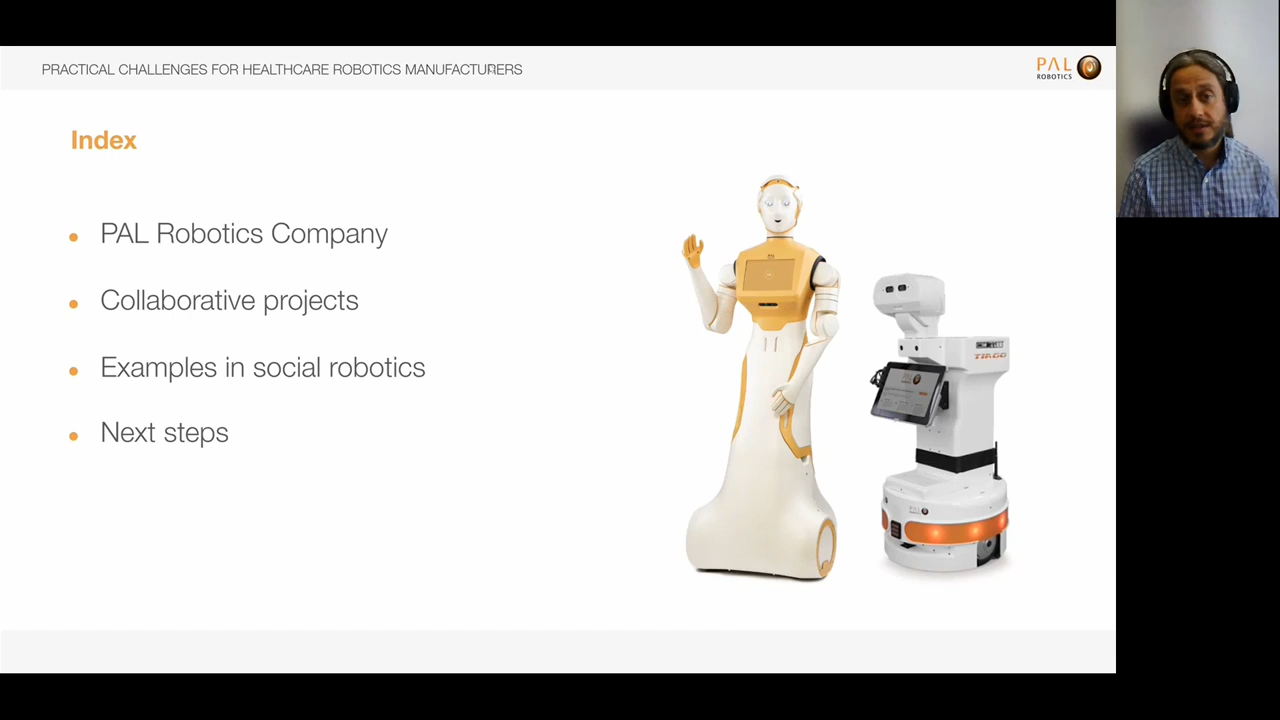 PRACTICAL CHALLENGES FOR HEALTHCARE ROBOTICS MANUFACTURERS
PAL
ROBOTICS
Index
PAL Robotics Company
Collaborative projects
Examples in social robotics
Next steps
TIAGO
PAL